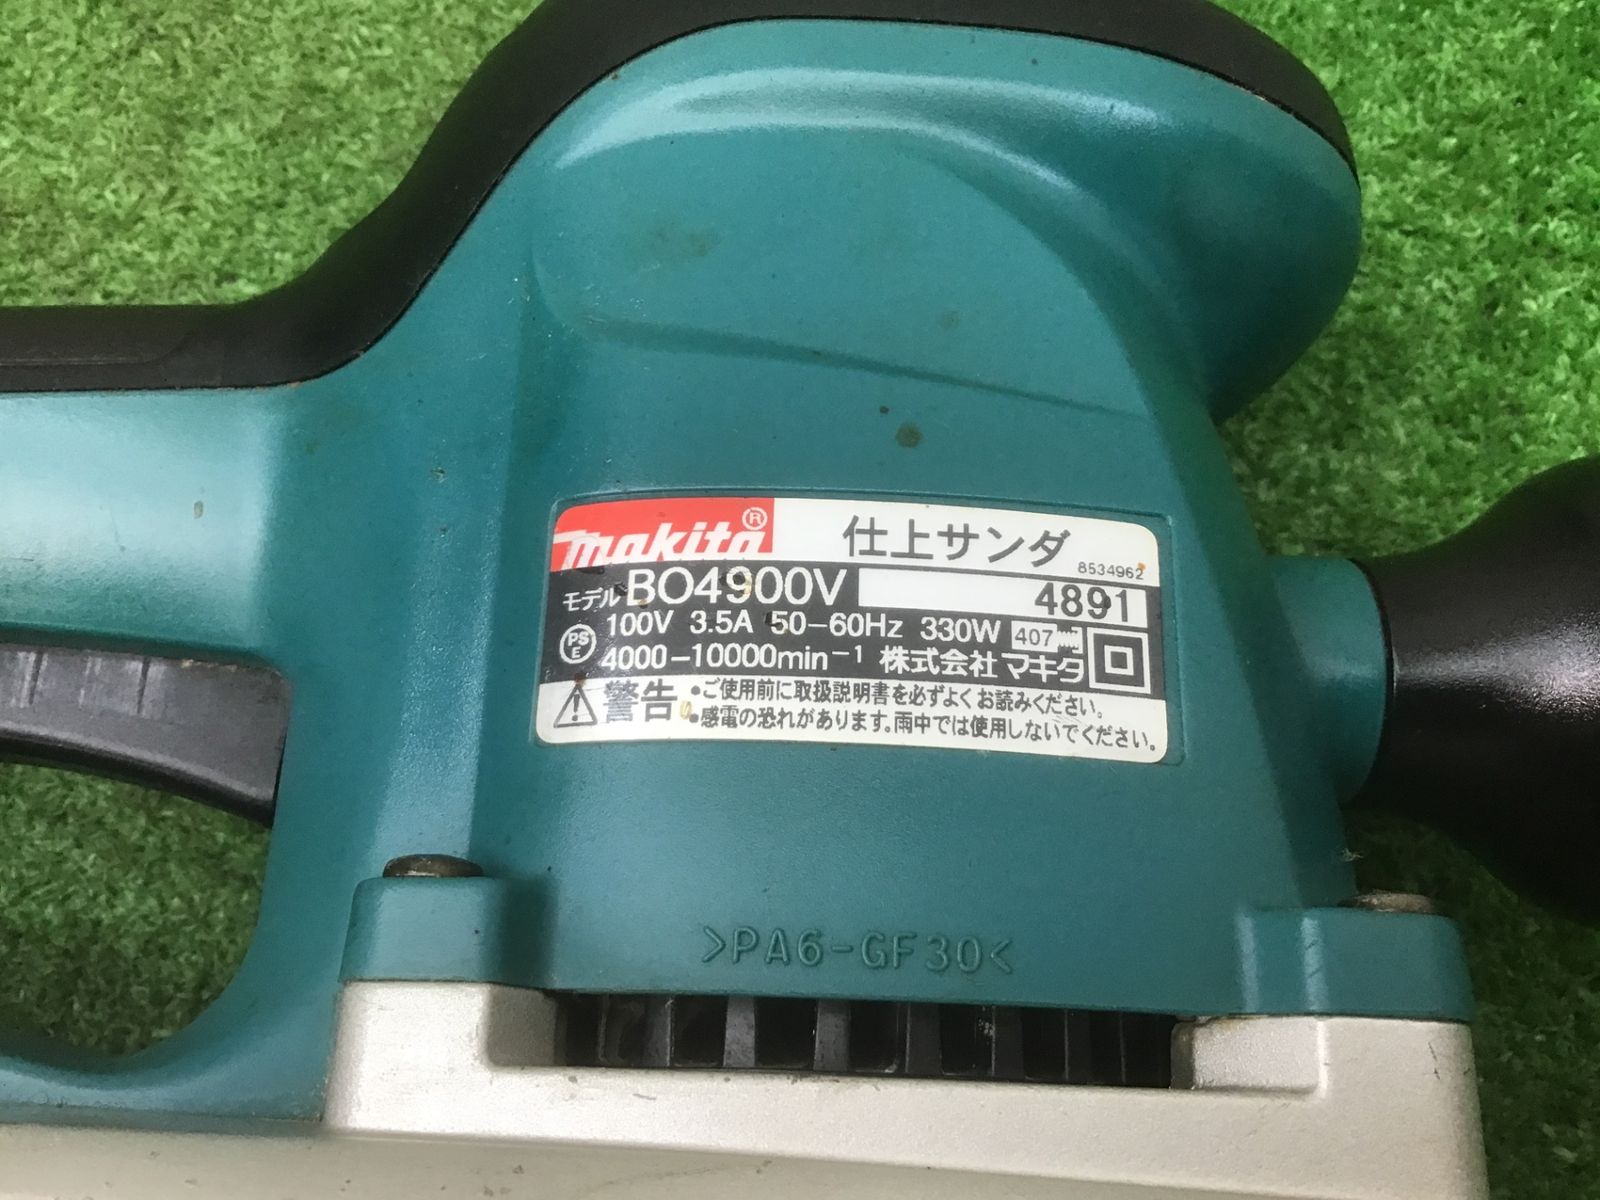 makita® 仕上サンダ 8534962
モデル BO4900V 4891
PS E 100V 3.5A 50-60Hz 330W 407
4000-10000min⁻¹ 株式会社 マキタ
警告 •ご使用前に取扱説明書を必ずよくお読みください。
•感電の恐れがあります。雨中では使用しないでください。
>PA6-GF30<